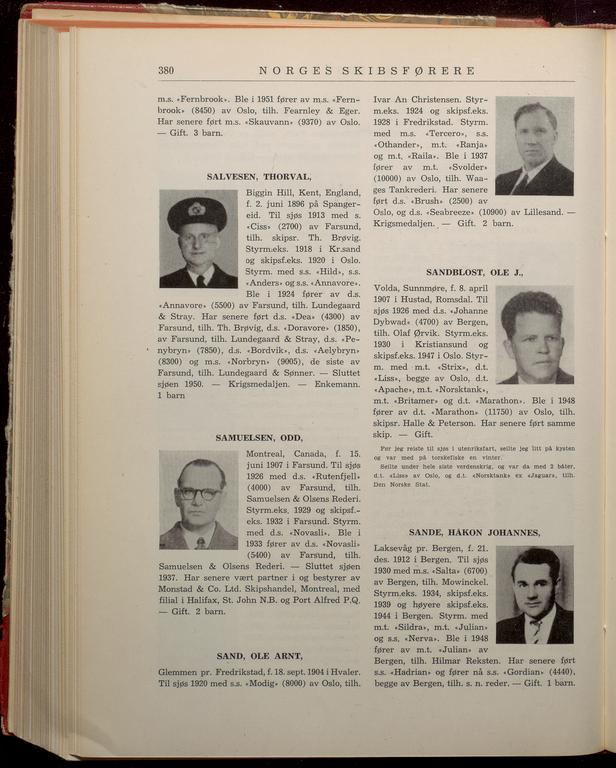 380
NORGES SKIBSFØRERE
m.s. «Fernbrook». Ble i 1951 fører av m.s. «Fern-
brook» (8450) av Oslo, tilh. Fearnley & Eger.
Har senere ført m.s. «Skauvann» (9370) av Oslo.
— Gift. 3 barn.
SALVESEN, THORVAL,
Biggin Hill, Kent, England,
f. 2. juni 1896 på Spanger-
eid. Til sjøs 1913 med s.
«Ciss» (2700) av Farsund,
tilh. skipsr. Th. Brøvig.
Styrm.eks. 1918 i Kr.sand
og skipsf.eks. 1920 i Oslo.
Styrm. med s.s. «Hild», s.s.
«Anders» og s.s. «Annavore».
Ble i 1924 fører av d.s.
«Annavore» (5500) av Farsund, tilh. Lundegaard
& Stray. Har senere ført d.s. «Dea» (4300) av
Farsund, tilh. Th. Brøvig, d.s. «Doravore» (1850),
av Farsund, tilh. Lundegaard & Stray, d.s. «Pe-
nybryn» (7850), d.s. «Bordvik», d.s. «Aelybryn»
(8300) og m.s. «Norbryn» (9005), de siste av
Farsund, tilh. Lundegaard & Sønner. — Sluttet
sjøen 1950. — Krigsmedaljen. — Enkemann.
1 barn
SAMUELSEN, ODD,
Montreal, Canada, f. 15.
juni 1907 i Farsund. Til sjøs
1926 med d.s. «Rutenfjell»
(4000) av Farsund, tilh.
Samuelsen & Olsens Rederi.
Styrm.eks. 1929 og skipsf.-
eks. 1932 i Farsund. Styrm.
med d.s. «Novasli». Ble i
1933 fører av d.s. «Novasli»
(5400) av Farsund, tilh.
Samuelsen & Olsens Rederi. — Sluttet sjøen
1937. Har senere vært partner i og bestyrer av
Monstad & Co. Ltd. Skipshandel, Montreal, med
filial i Halifax, St. John N.B. og Port Alfred P.Q.
— Gift. 2 barn.
SAND, OLE ARNT,
Glemmen pr. Fredrikstad, f. 18. sept. 1904 i Hvaler.
Til sjøs 1920 med s.s. «Modig» (8000) av Oslo, tilh.
Ivar An Christensen. Styr-
m.eks. 1924 og skipsf.eks.
1928 i Fredrikstad. Styrm.
med m.s. «Tercero», s.s.
«Othander», m.t. «Ranja»
og m.t. «Raila». Ble i 1937
fører av m.t. «Svolder»
(10000) av Oslo, tilh. Waa-
ges Tankrederi. Har senere
ført d.s. «Brush» (2500) av
Oslo, og d.s. «Seabreeze» (10900) av Lillesand. —
Krigsmedaljen. — Gift. 2 barn.
SANDBLOST, OLE J.,
Volda, Sunnmøre, f. 8. april
1907 i Hustad, Romsdal. Til
sjøs 1926 med d.s. «Johanne
Dybwad» (4700) av Bergen,
tilh. Olaf Ørvik. Styrm.eks.
1930 i Kristiansund og
skipsf.eks. 1947 i Oslo. Styr-
m. med m.t. «Strix», d.t.
«Liss», begge av Oslo, d.t.
«Apache», m.t. «Norsktank»,
m.t. «Britamer» og d.t. «Marathon». Ble i 1948
fører av d.t. «Marathon» (11750) av Oslo, tilh.
skipsr. Halle & Peterson. Har senere ført samme
skip. — Gift.
Før jeg reiste til sjøs i utenriksfart, seilte jeg litt på kysten
og var med på torskefiske en vinter.
Seilte under hele siste verdenskrig, og var da med 2 båter,
d.t. «Liss» av Oslo, og d.t. «Norsktank» ex «Jaguar», tilh.
Den Norske Stat.
SANDE, HÅKON JOHANNES,
Laksevåg pr. Bergen, f. 21.
des. 1912 i Bergen. Til sjøs
1930 med m.s. «Salta» (6700)
av Bergen, tilh. Mowinckel.
Styrm.eks. 1934, skipsf.eks.
1939 og høyere skipsf.eks.
1944 i Bergen. Styrm. med
m.t. «Sildra», m.t. «Julian»
og s.s. «Nerva». Ble i 1948
fører av m.t. «Julian» av
Bergen, tilh. Hilmar Reksten. Har senere ført
s.s. «Hadrian» og fører nå s.s. «Gordian» (4440),
begge av Bergen, tilh. s. n. reder. — Gift. 1 barn.